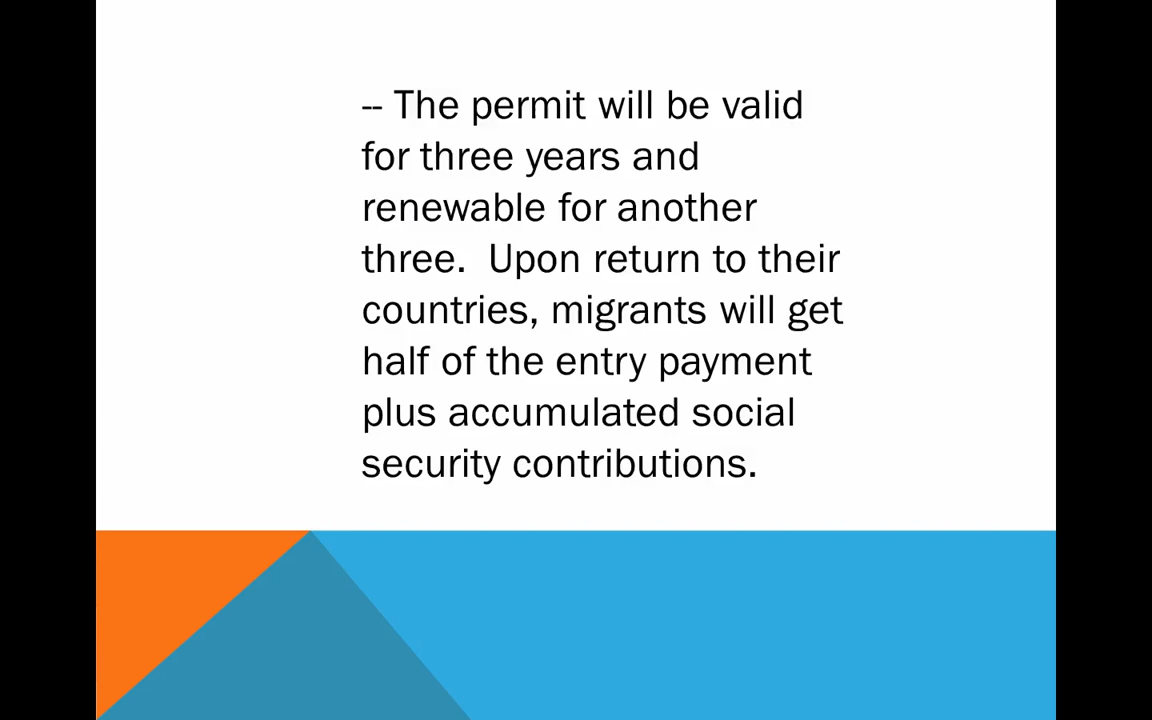 -- The permit will be valid
for three years and
renewable for another
three.  Upon return to their
countries, migrants will get
half of the entry payment
plus accumulated social
security contributions.